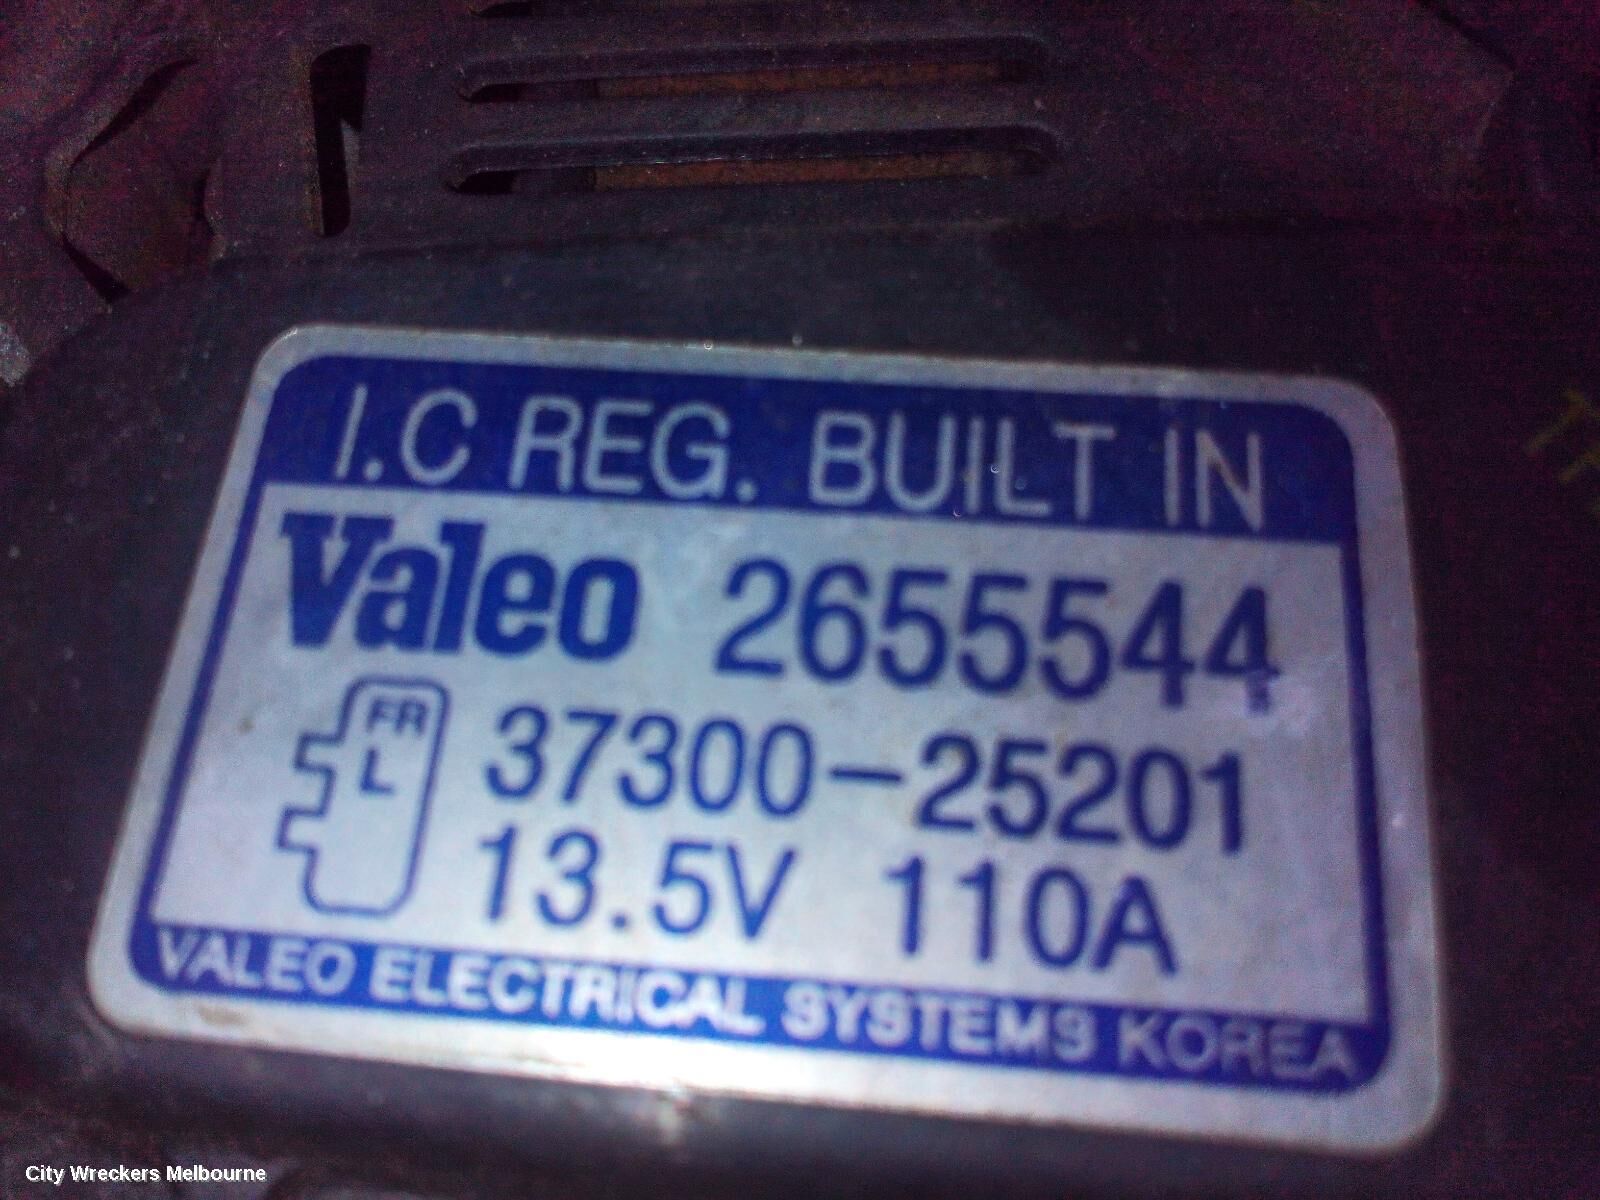 I.C REG. BUILT IN
Valeo 2655544
FR
L
37300-25201
13.5V 110A
VALEO ELECTRICAL SYSTEMS KOREA
City Wreckers Melbourne